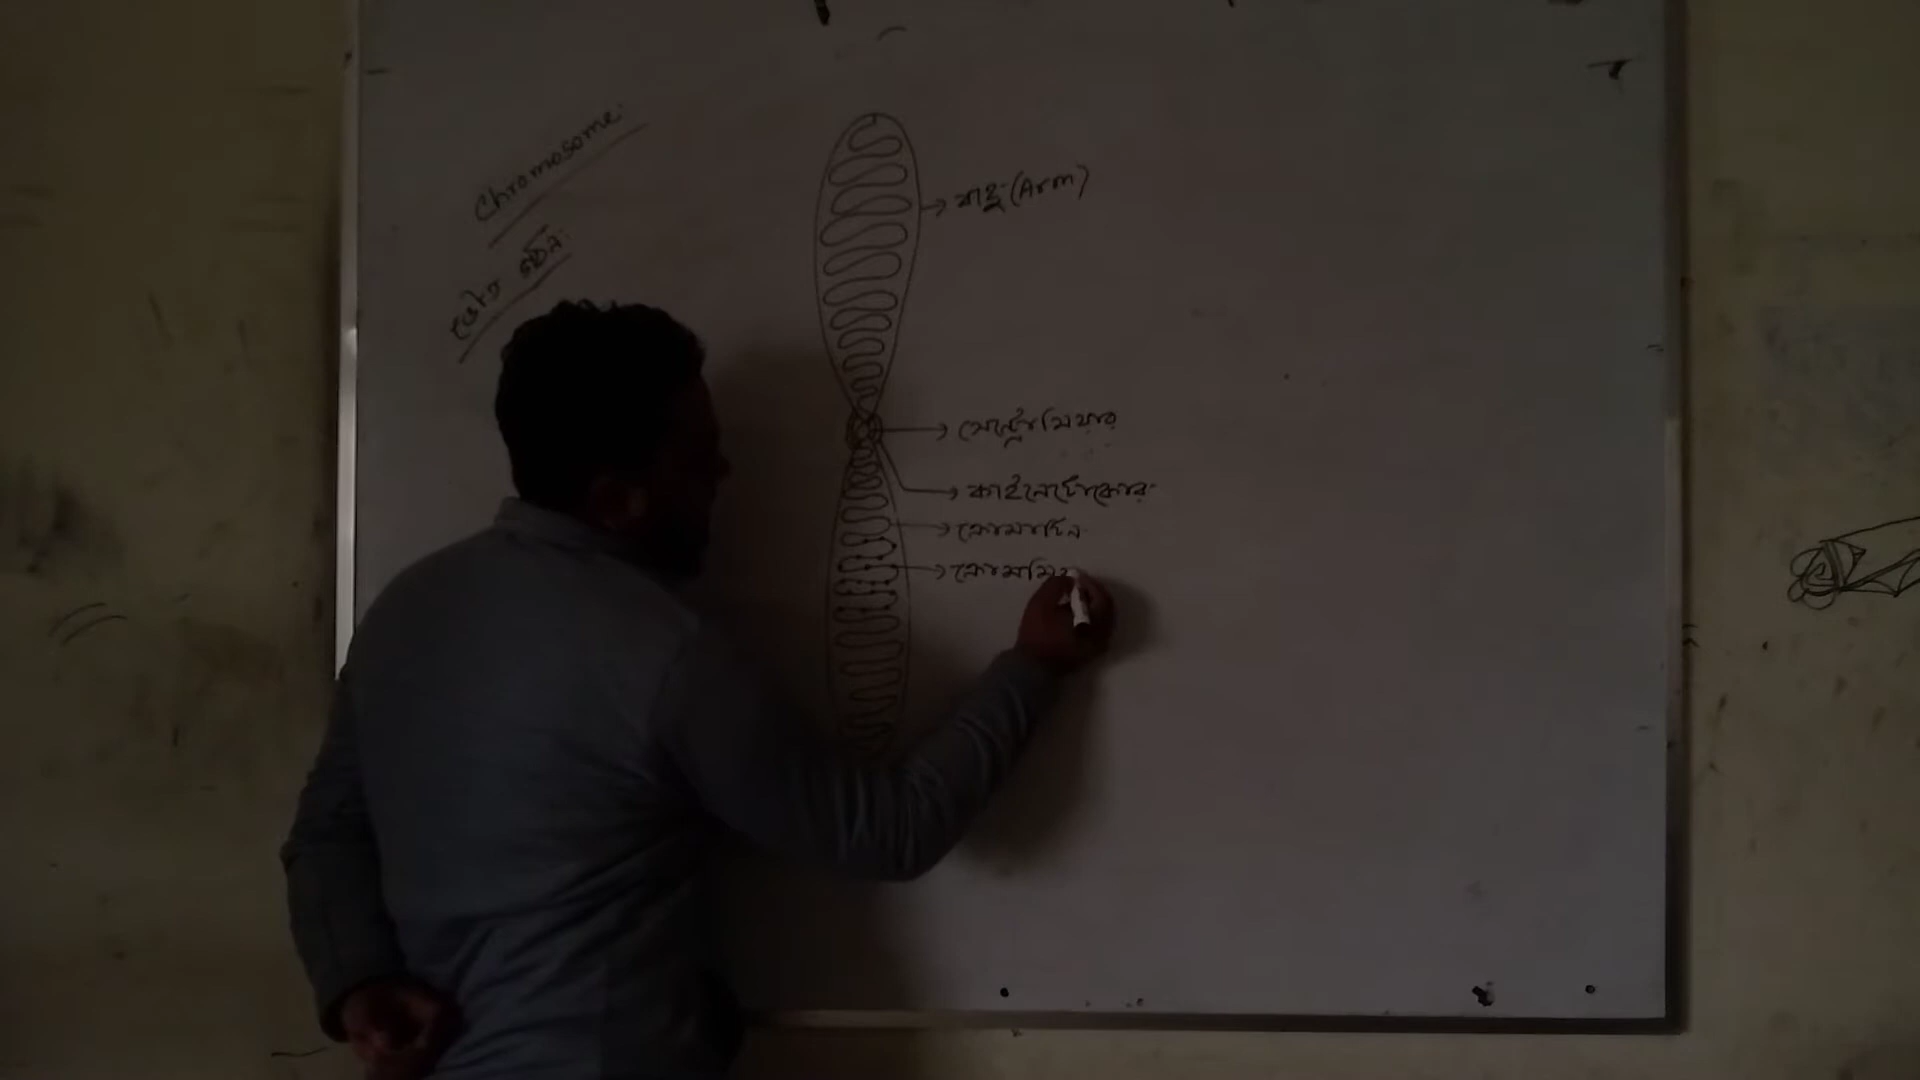 Chromosome:
ভৌত গঠন:
বাহু (Arm)
সেন্ট্রোমিয়ার
কাইনেটোকোর
ক্রোমাটিন